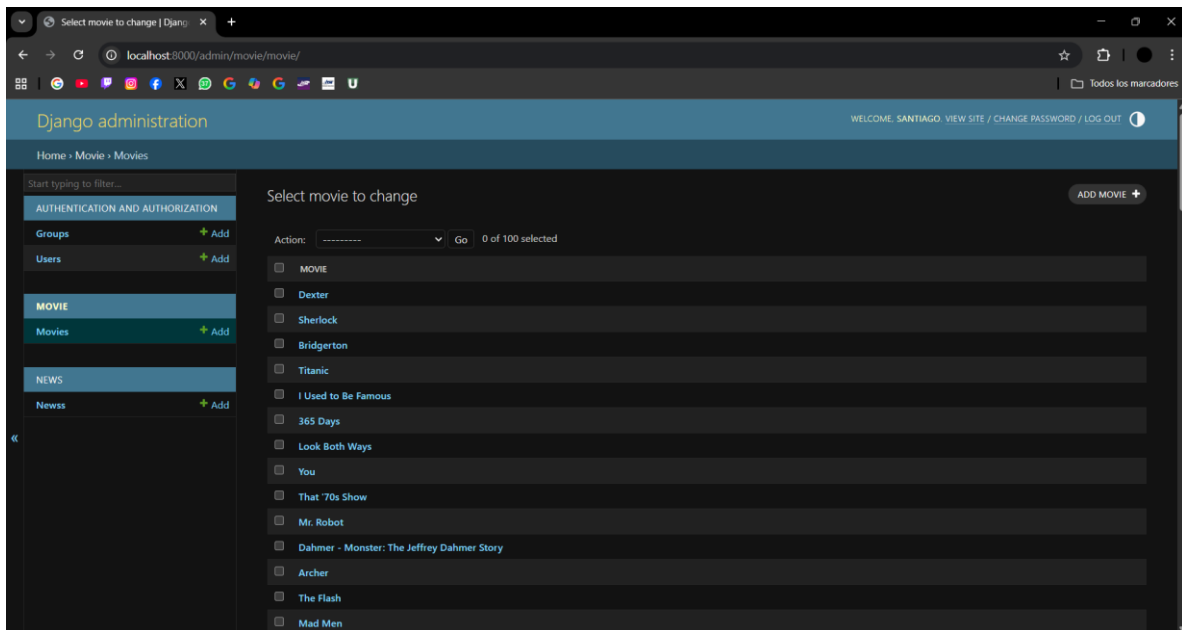 Select movie to change | Djang
localhost:8000/admin/movie/movie/
Todos los marcadores
Django administration
WELCOME, SANTIAGO. VIEW SITE / CHANGE PASSWORD / LOG OUT
Home › Movie › Movies
Start typing to filter...
AUTHENTICATION AND AUTHORIZATION
Groups + Add
Users + Add
MOVIE
Movies + Add
NEWS
Newss + Add
«
Select movie to change
ADD MOVIE +
Action: --------- Go 0 of 100 selected
MOVIE
Dexter
Sherlock
Bridgerton
Titanic
I Used to Be Famous
365 Days
Look Both Ways
You
That '70s Show
Mr. Robot
Dahmer - Monster: The Jeffrey Dahmer Story
Archer
The Flash
Mad Men